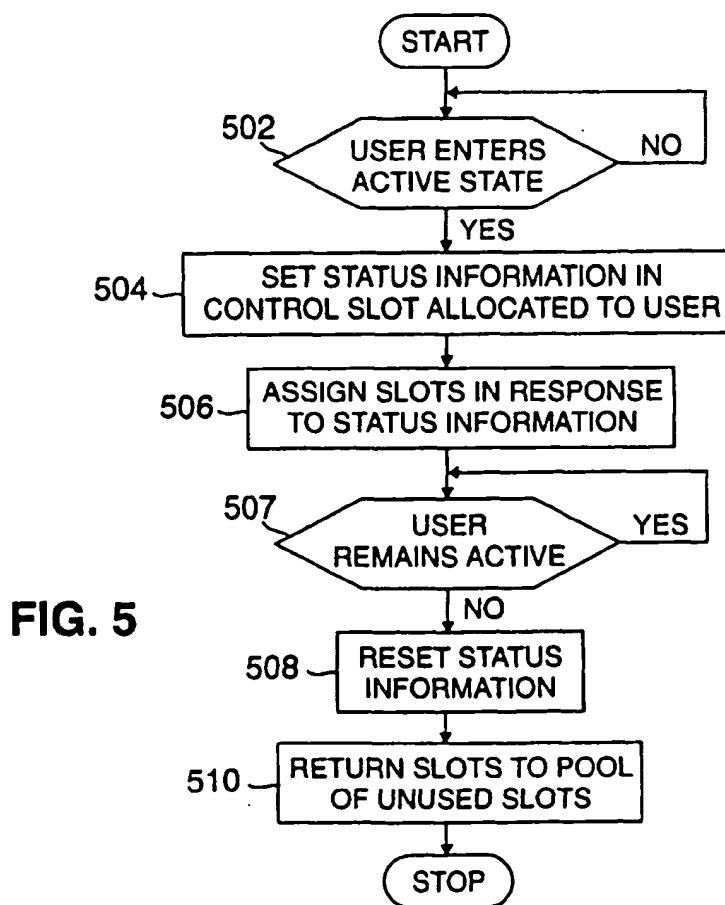 START
502
USER ENTERS
ACTIVE STATE
NO
YES
504
SET STATUS INFORMATION IN
CONTROL SLOT ALLOCATED TO USER
506
ASSIGN SLOTS IN RESPONSE
TO STATUS INFORMATION
507
USER
REMAINS ACTIVE
YES
NO
FIG. 5
508
RESET STATUS
INFORMATION
510
RETURN SLOTS TO POOL
OF UNUSED SLOTS
STOP